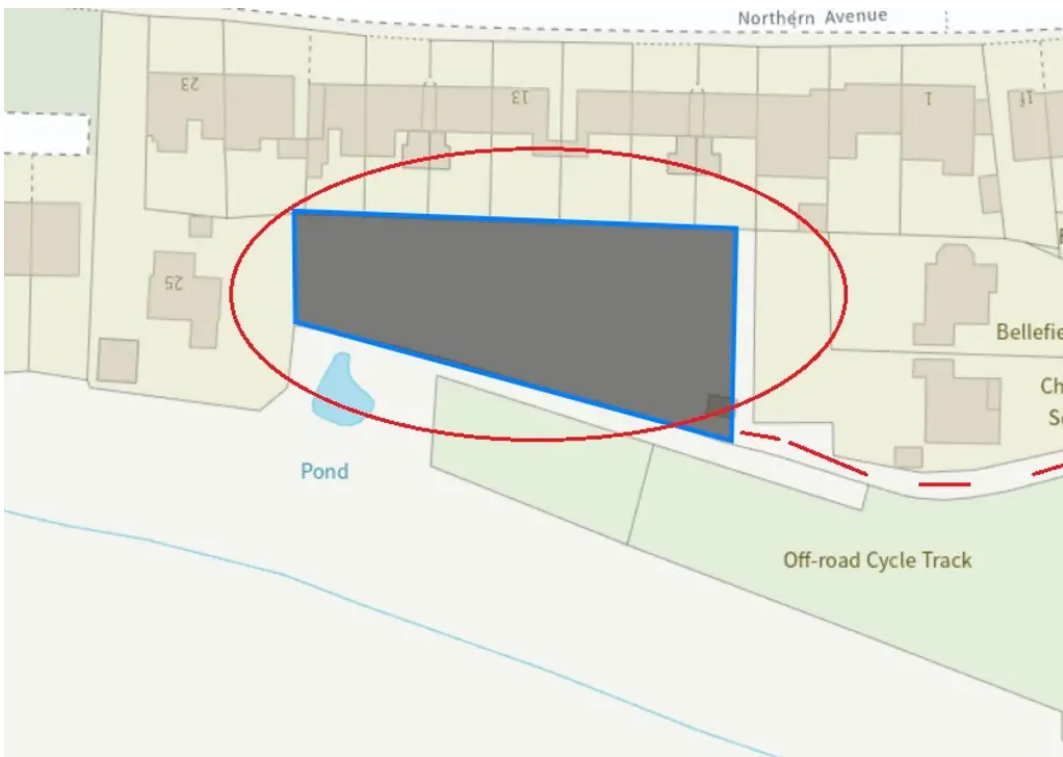 Northern Avenue
23
13
1
1f
25
Bellefie
Ch
Pond
Off-road Cycle Track